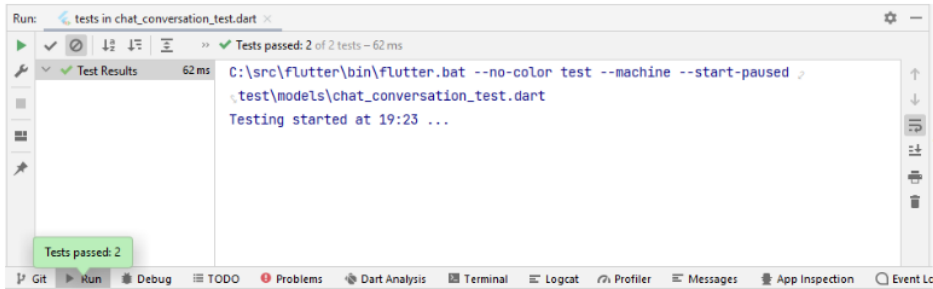 Run: tests in chat_conversation_test.dart
Tests passed: 2 of 2 tests – 62 ms
Test Results 62 ms
C:\src\flutter\bin\flutter.bat --no-color test --machine --start-paused
test\models\chat_conversation_test.dart
Testing started at 19:23 ...
Tests passed: 2
Git Run Debug TODO Problems Dart Analysis Terminal Logcat Profiler Messages App Inspection Event Lo